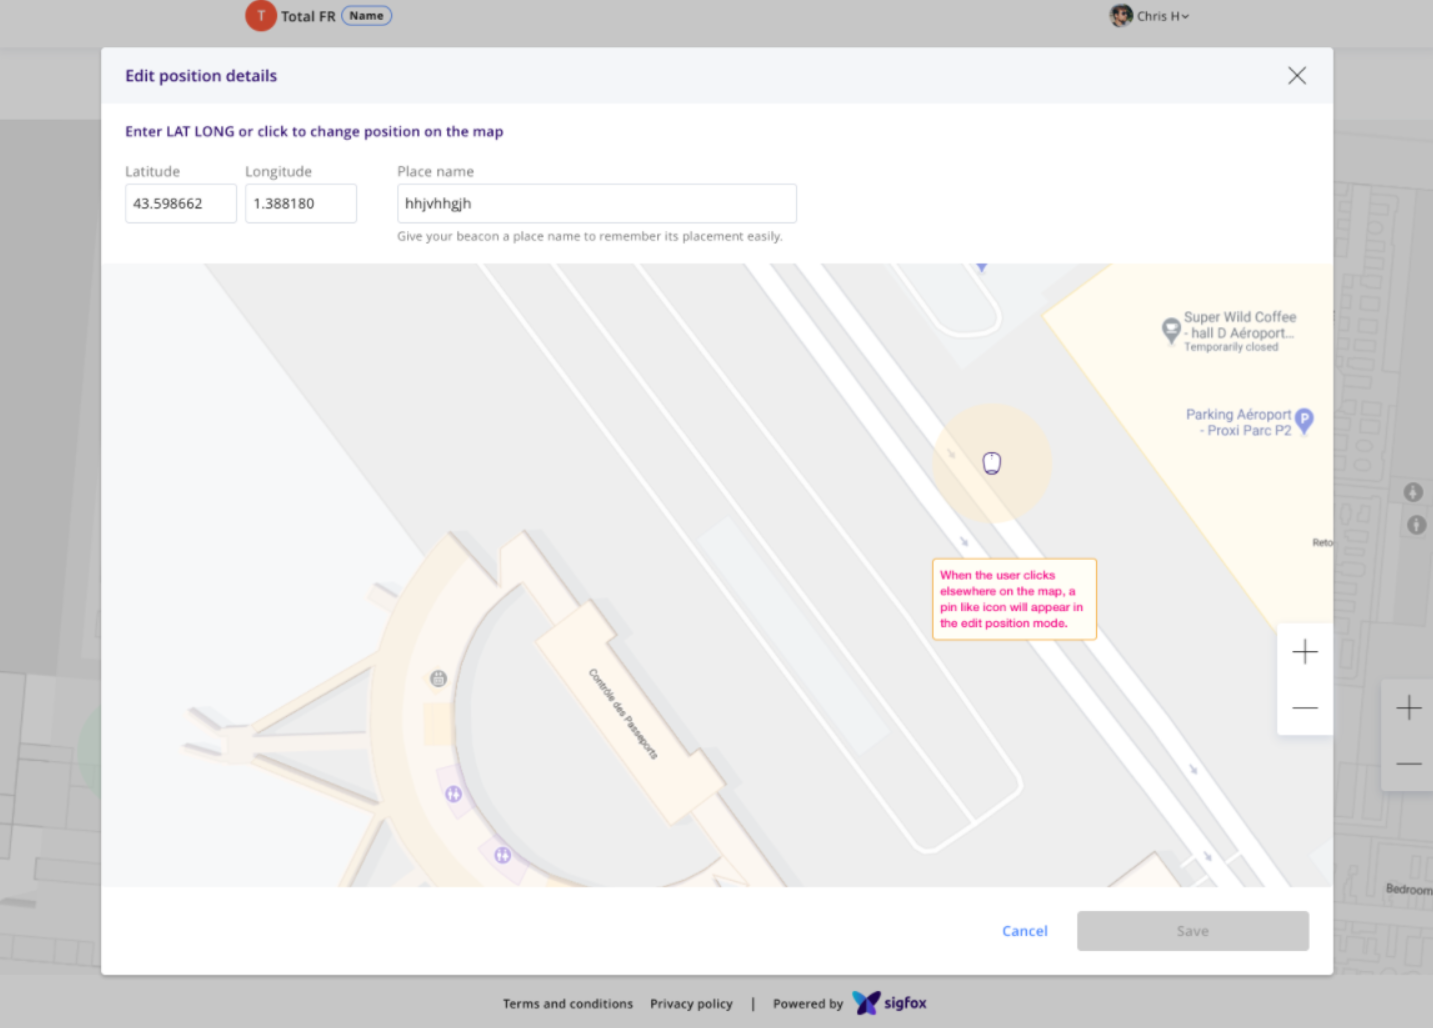 T Total FR Name
Chris H
Edit position details
Enter LAT LONG or click to change position on the map
Latitude Longitude Place name
43.598662 1.388180 hhjvhhgjh
Give your beacon a place name to remember its placement easily.
Super Wild Coffee
- hall D Aéroport...
Temporarily closed
Parking Aéroport
- Proxi Parc P2
P
Reto
When the user clicks
elsewhere on the map, a
pin like icon will appear in
the edit position mode.
Contrôle des Passeports
Bedroom
Cancel Save
Terms and conditions Privacy policy | Powered by sigfox